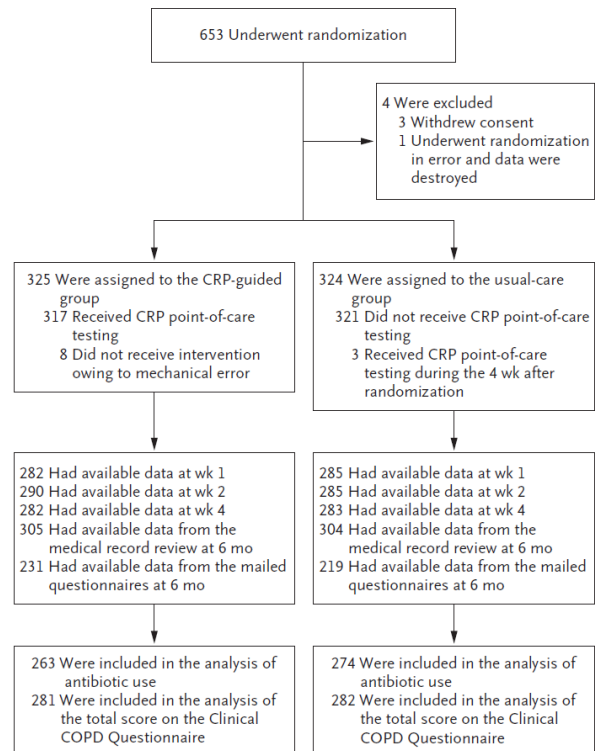 653 Underwent randomization
4 Were excluded
3 Withdrew consent
1 Underwent randomization
in error and data were
destroyed
325 Were assigned to the CRP-guided
group
317 Received CRP point-of-care
testing
8 Did not receive intervention
owing to mechanical error
324 Were assigned to the usual-care
group
321 Did not receive CRP point-of-care
testing
3 Received CRP point-of-care
testing during the 4 wk after
randomization
282 Had available data at wk 1
290 Had available data at wk 2
282 Had available data at wk 4
305 Had available data from the
medical record review at 6 mo
231 Had available data from the mailed
questionnaires at 6 mo
285 Had available data at wk 1
285 Had available data at wk 2
283 Had available data at wk 4
304 Had available data from the
medical record review at 6 mo
219 Had available data from the mailed
questionnaires at 6 mo
263 Were included in the analysis of
antibiotic use
281 Were included in the analysis of
the total score on the Clinical
COPD Questionnaire
274 Were included in the analysis of
antibiotic use
282 Were included in the analysis of
the total score on the Clinical
COPD Questionnaire